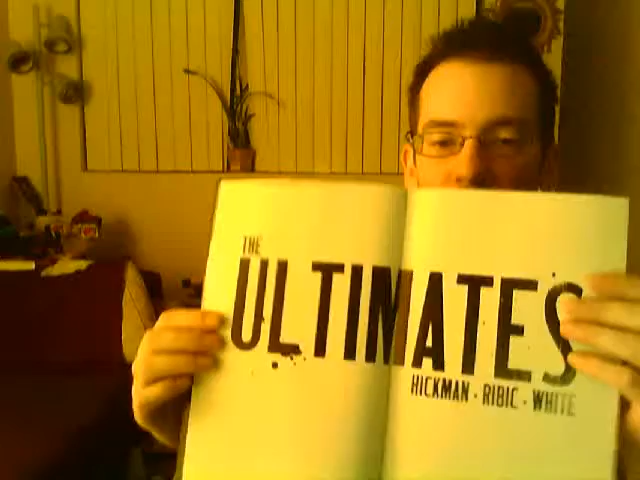 THE
ULTIMATES
HICKMAN · RIBIC · WHITE